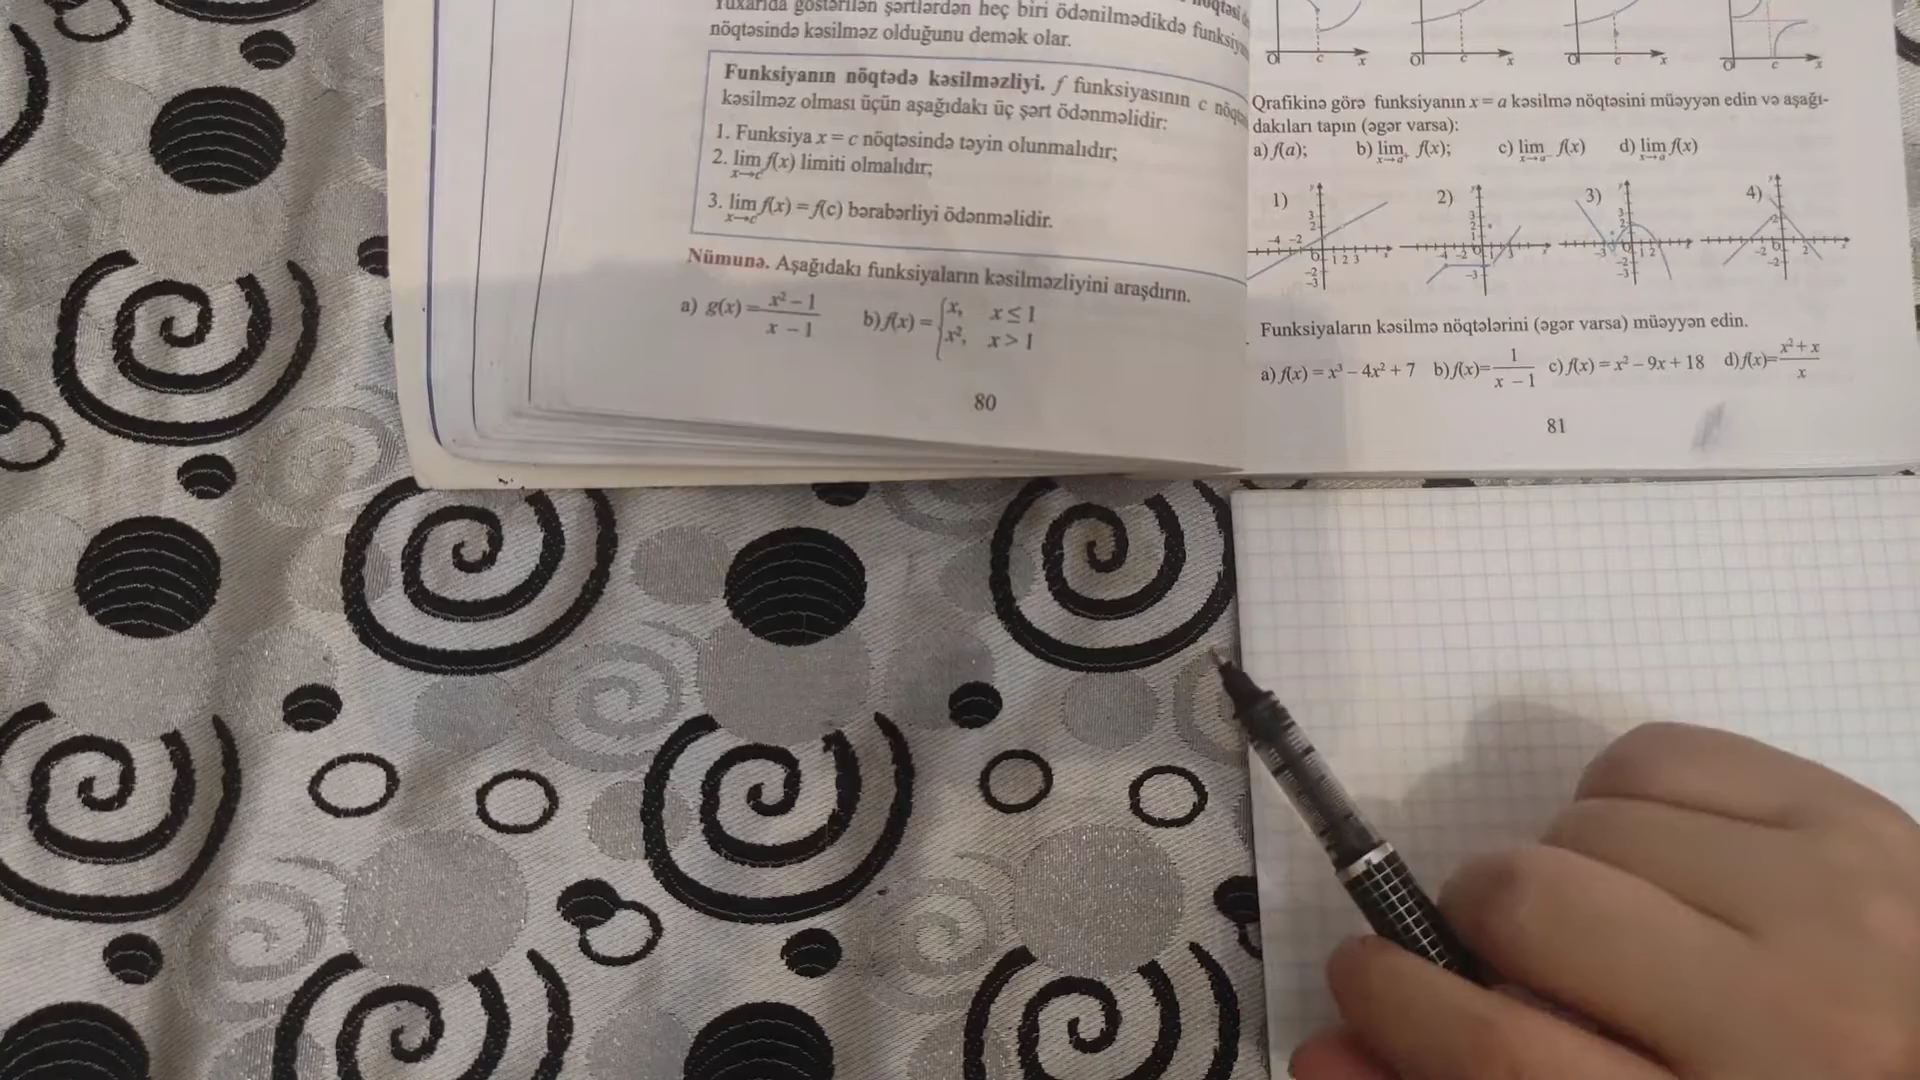 Yuxarıda göstərilən şərtlərdən heç biri ödənilmədikdə
nöqtəsində kəsilməz olduğunu demək olar.
Funksiyanın nöqtədə kəsilməzliyi. f funksiyasının c
kəsilməz olması üçün aşağıdakı üç şərt ödənməlidir:
1. Funksiya x = c nöqtəsində təyin olunmalıdır;
2. lim f(x) limiti olmalıdır;
x→c
3. lim f(x) = f(c) bərabərliyi ödənməlidir.
x→c
Nümunə. Aşağıdakı funksiyaların kəsilməzliyini araşdırın.
a) g(x) = x² – 1 / x – 1 b) f(x) = { x, x ≤ 1
x², x > 1
80
O c x O c x O c x O c x
Qrafikinə görə funksiyanın x = a kəsilmə nöqtəsini müəyyən edin və aşağı-
dakıları tapın (əgər varsa):
a) f(a); b) lim x→a⁺ f(x); c) lim x→a⁻ f(x) d) lim x→a f(x)
1) 2) 3) 4)
Funksiyaların kəsilmə nöqtələrini (əgər varsa) müəyyən edin.
a) f(x) = x³ – 4x² + 7 b) f(x)= 1 / x – 1 c) f(x) = x² – 9x + 18 d) f(x)= x² + x / x
81